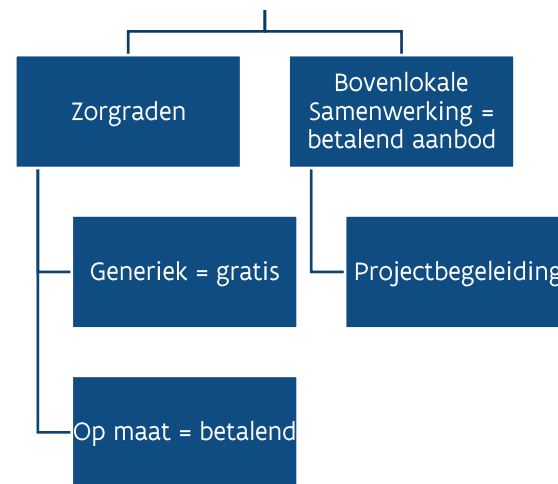 Zorgraden
Bovenlokale
Samenwerking =
betalend aanbod
Generiek = gratis
Projectbegeleiding
Op maat = betalend